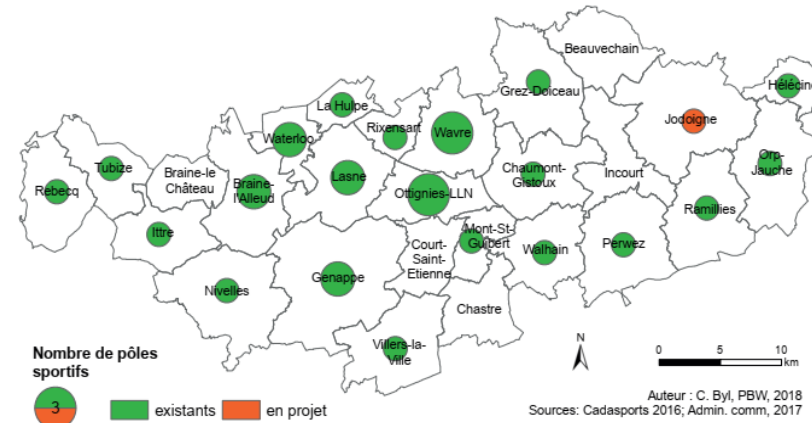 Beauvechain
Hélécine
Grez-Doiceau
La Hulpe
Jodoigne
Rixensart
Wavre
Waterloo
Orp-
Jauche
Tubize
Braine-le
Château
Chaumont-
Gistoux
Incourt
Rebecq
Braine-
l'Alleud
Lasne
Ottignies-LLN
Ramillies
Ittre
Mont-St-
Guibert
Court-
Saint-
Etienne
Walhain
Perwez
Genappe
Nivelles
Chastre
Villers-la-
Ville
N
0 5 10
km
Nombre de pôles
sportifs
3
existants
en projet
Auteur : C. Byl, PBW, 2018
Sources: Cadasports 2016; Admin. comm, 2017